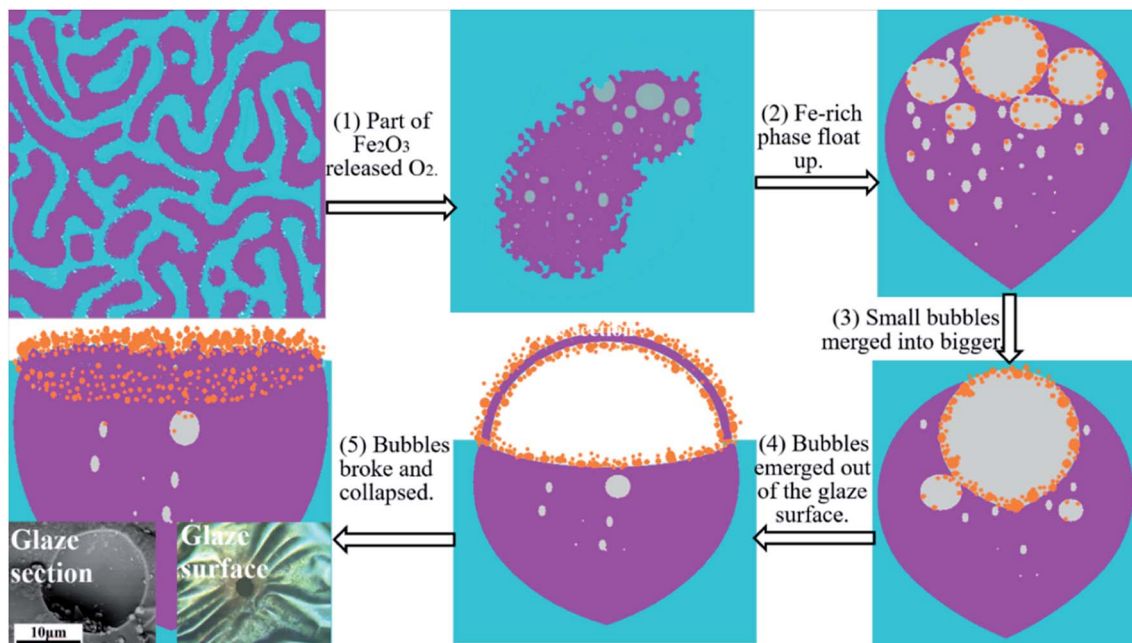 (1) Part of
Fe₂O₃
released O₂.
(2) Fe-rich
phase float
up.
(3) Small bubbles
merged into bigger.
(4) Bubbles
emerged out
of the glaze
surface.
(5) Bubbles
broke and
collapsed.
Glaze
section
10μm
Glaze
surface